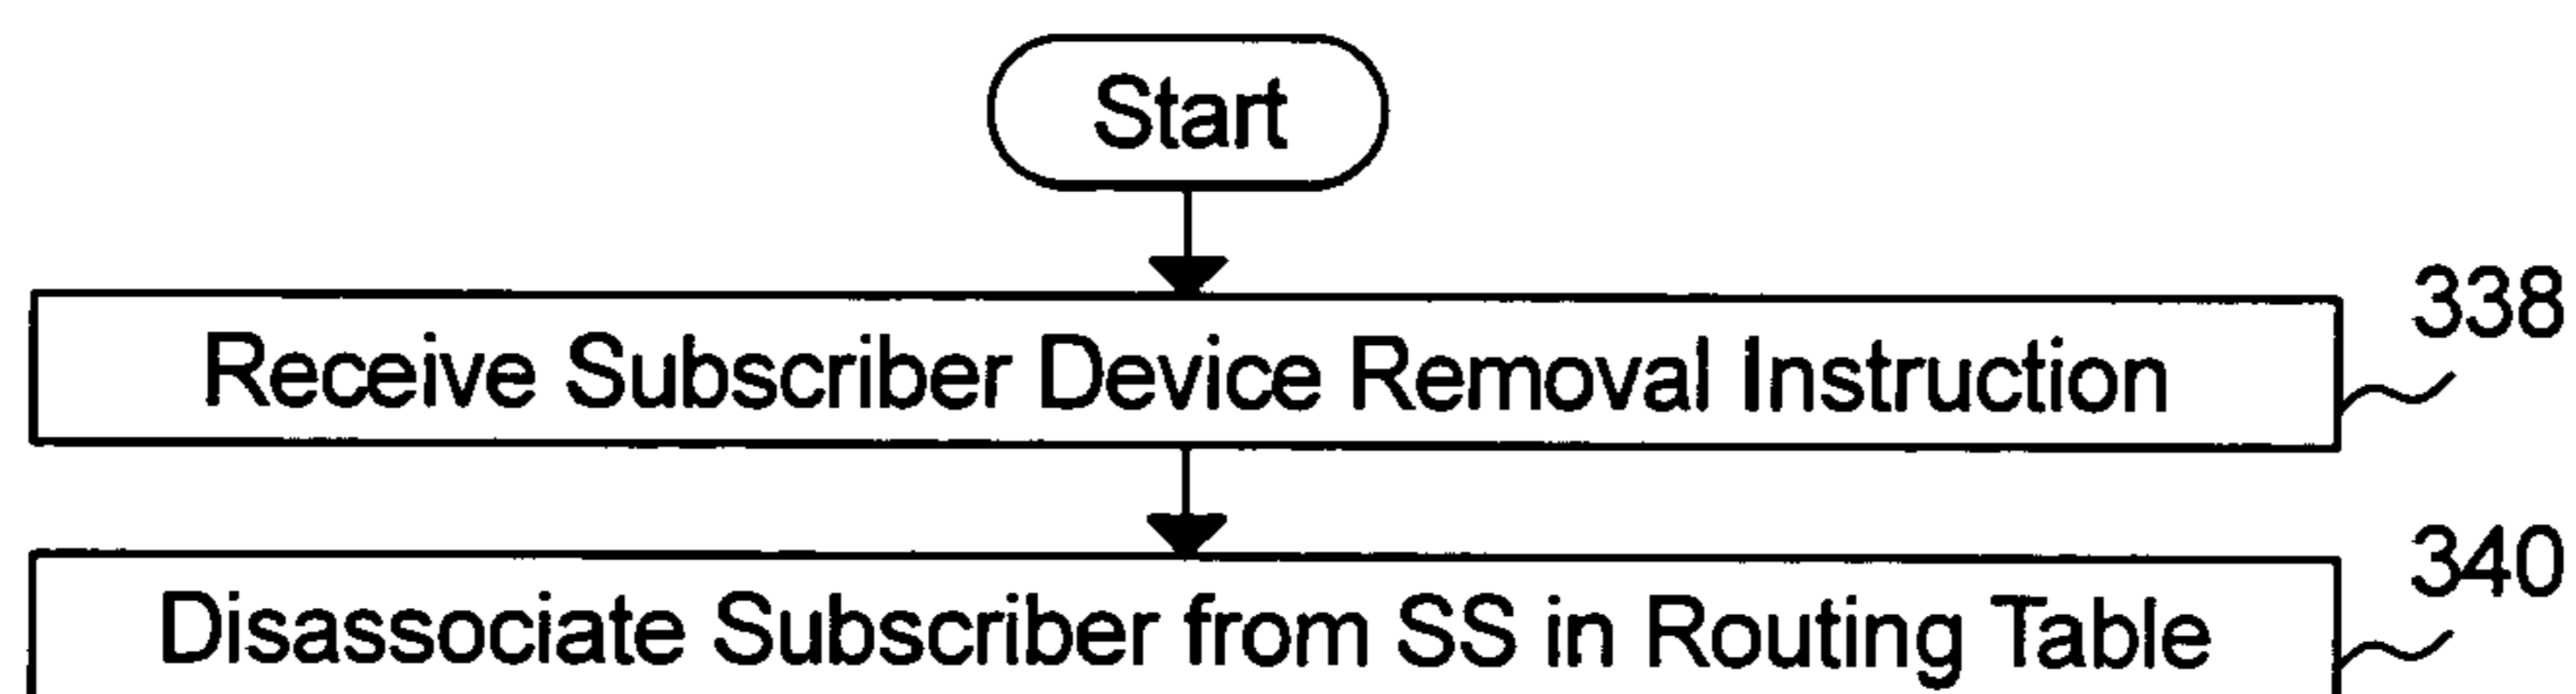 Start
338
Receive Subscriber Device Removal Instruction
340
Disassociate Subscriber from SS in Routing Table